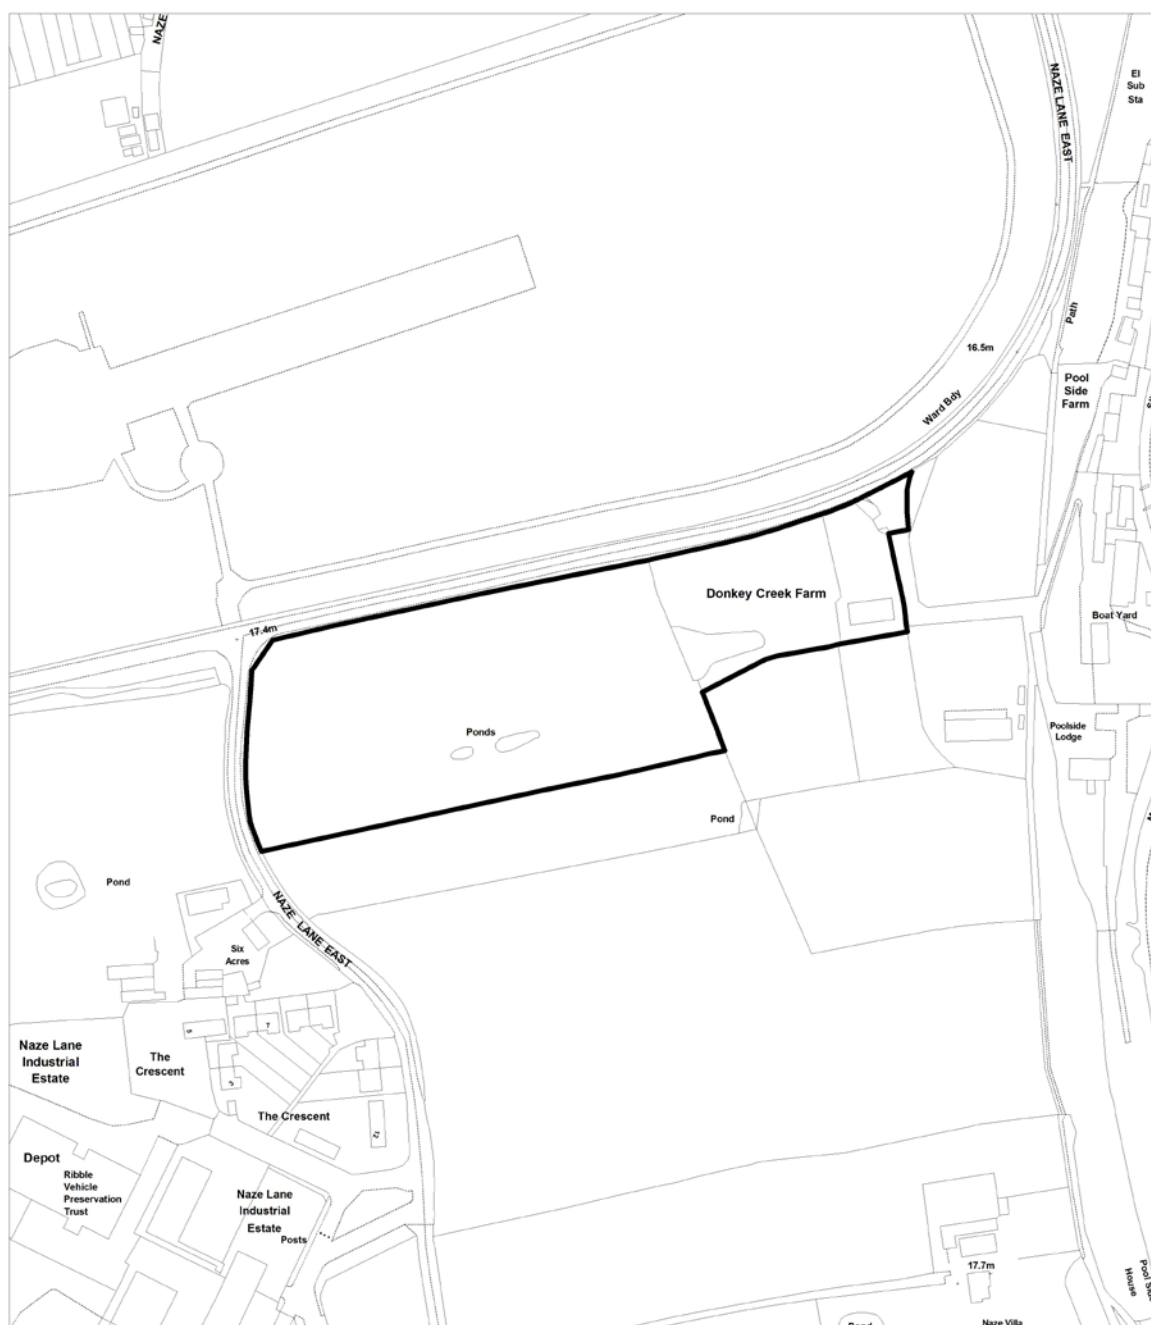 NAZE
NAZE LANE EAST
El
Sub
Sta
Path
16.5m
Pool
Side
Farm
Ward Bdy
Donkey Creek Farm
Boat Yard
17.4m
Ponds
Poolside
Lodge
Pond
Pond
NAZE LANE EAST
Six
Acres
5
7
Naze Lane
Industrial
Estate
The
Crescent
3
The Crescent
12
Depot
Ribble
Vehicle
Preservation
Trust
Naze Lane
Industrial
Estate
Posts
17.7m
Pool Side
House
Pond
Naze Villa